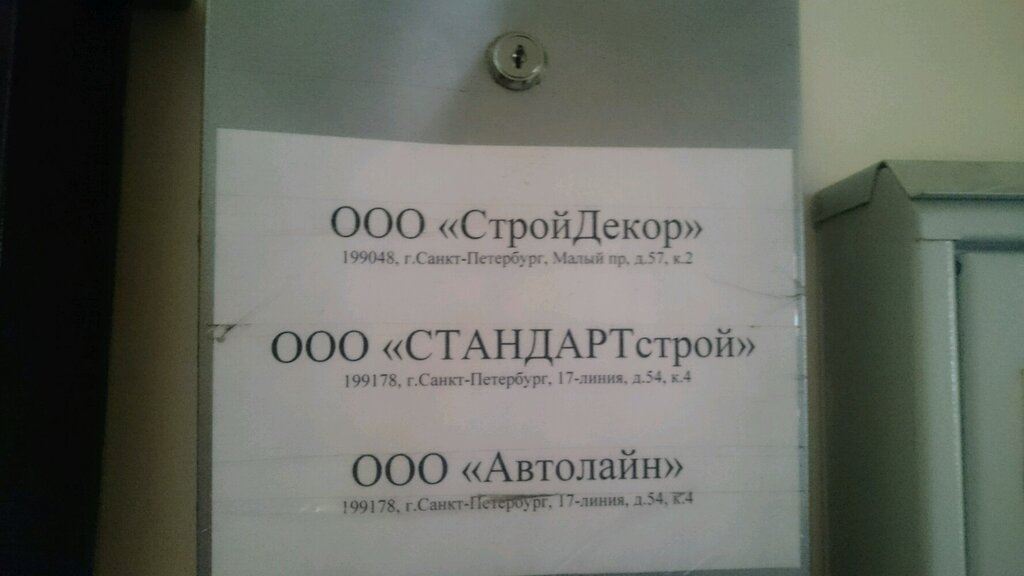 ООО «СтройДекор»
199048, г.Санкт-Петербург, Малый пр, д.57, к.2
ООО «СТАНДАРТстрой»
199178, г.Санкт-Петербург, 17-линия, д.54, к.4
ООО «Автолайн»
199178, г.Санкт-Петербург, 17-линия, д.54, к.4